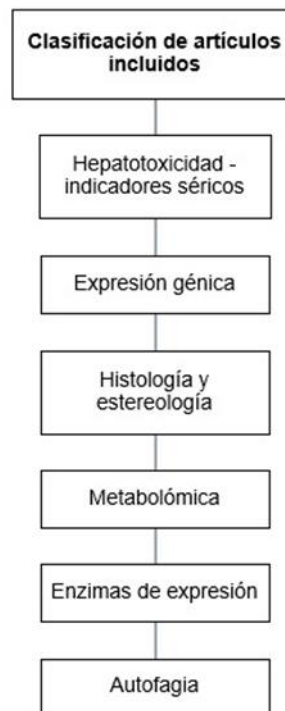 Clasificación de artículos
incluidos
Hepatotoxicidad -
indicadores séricos
Expresión génica
Histología y
estereología
Metabolómica
Enzimas de expresión
Autofagia